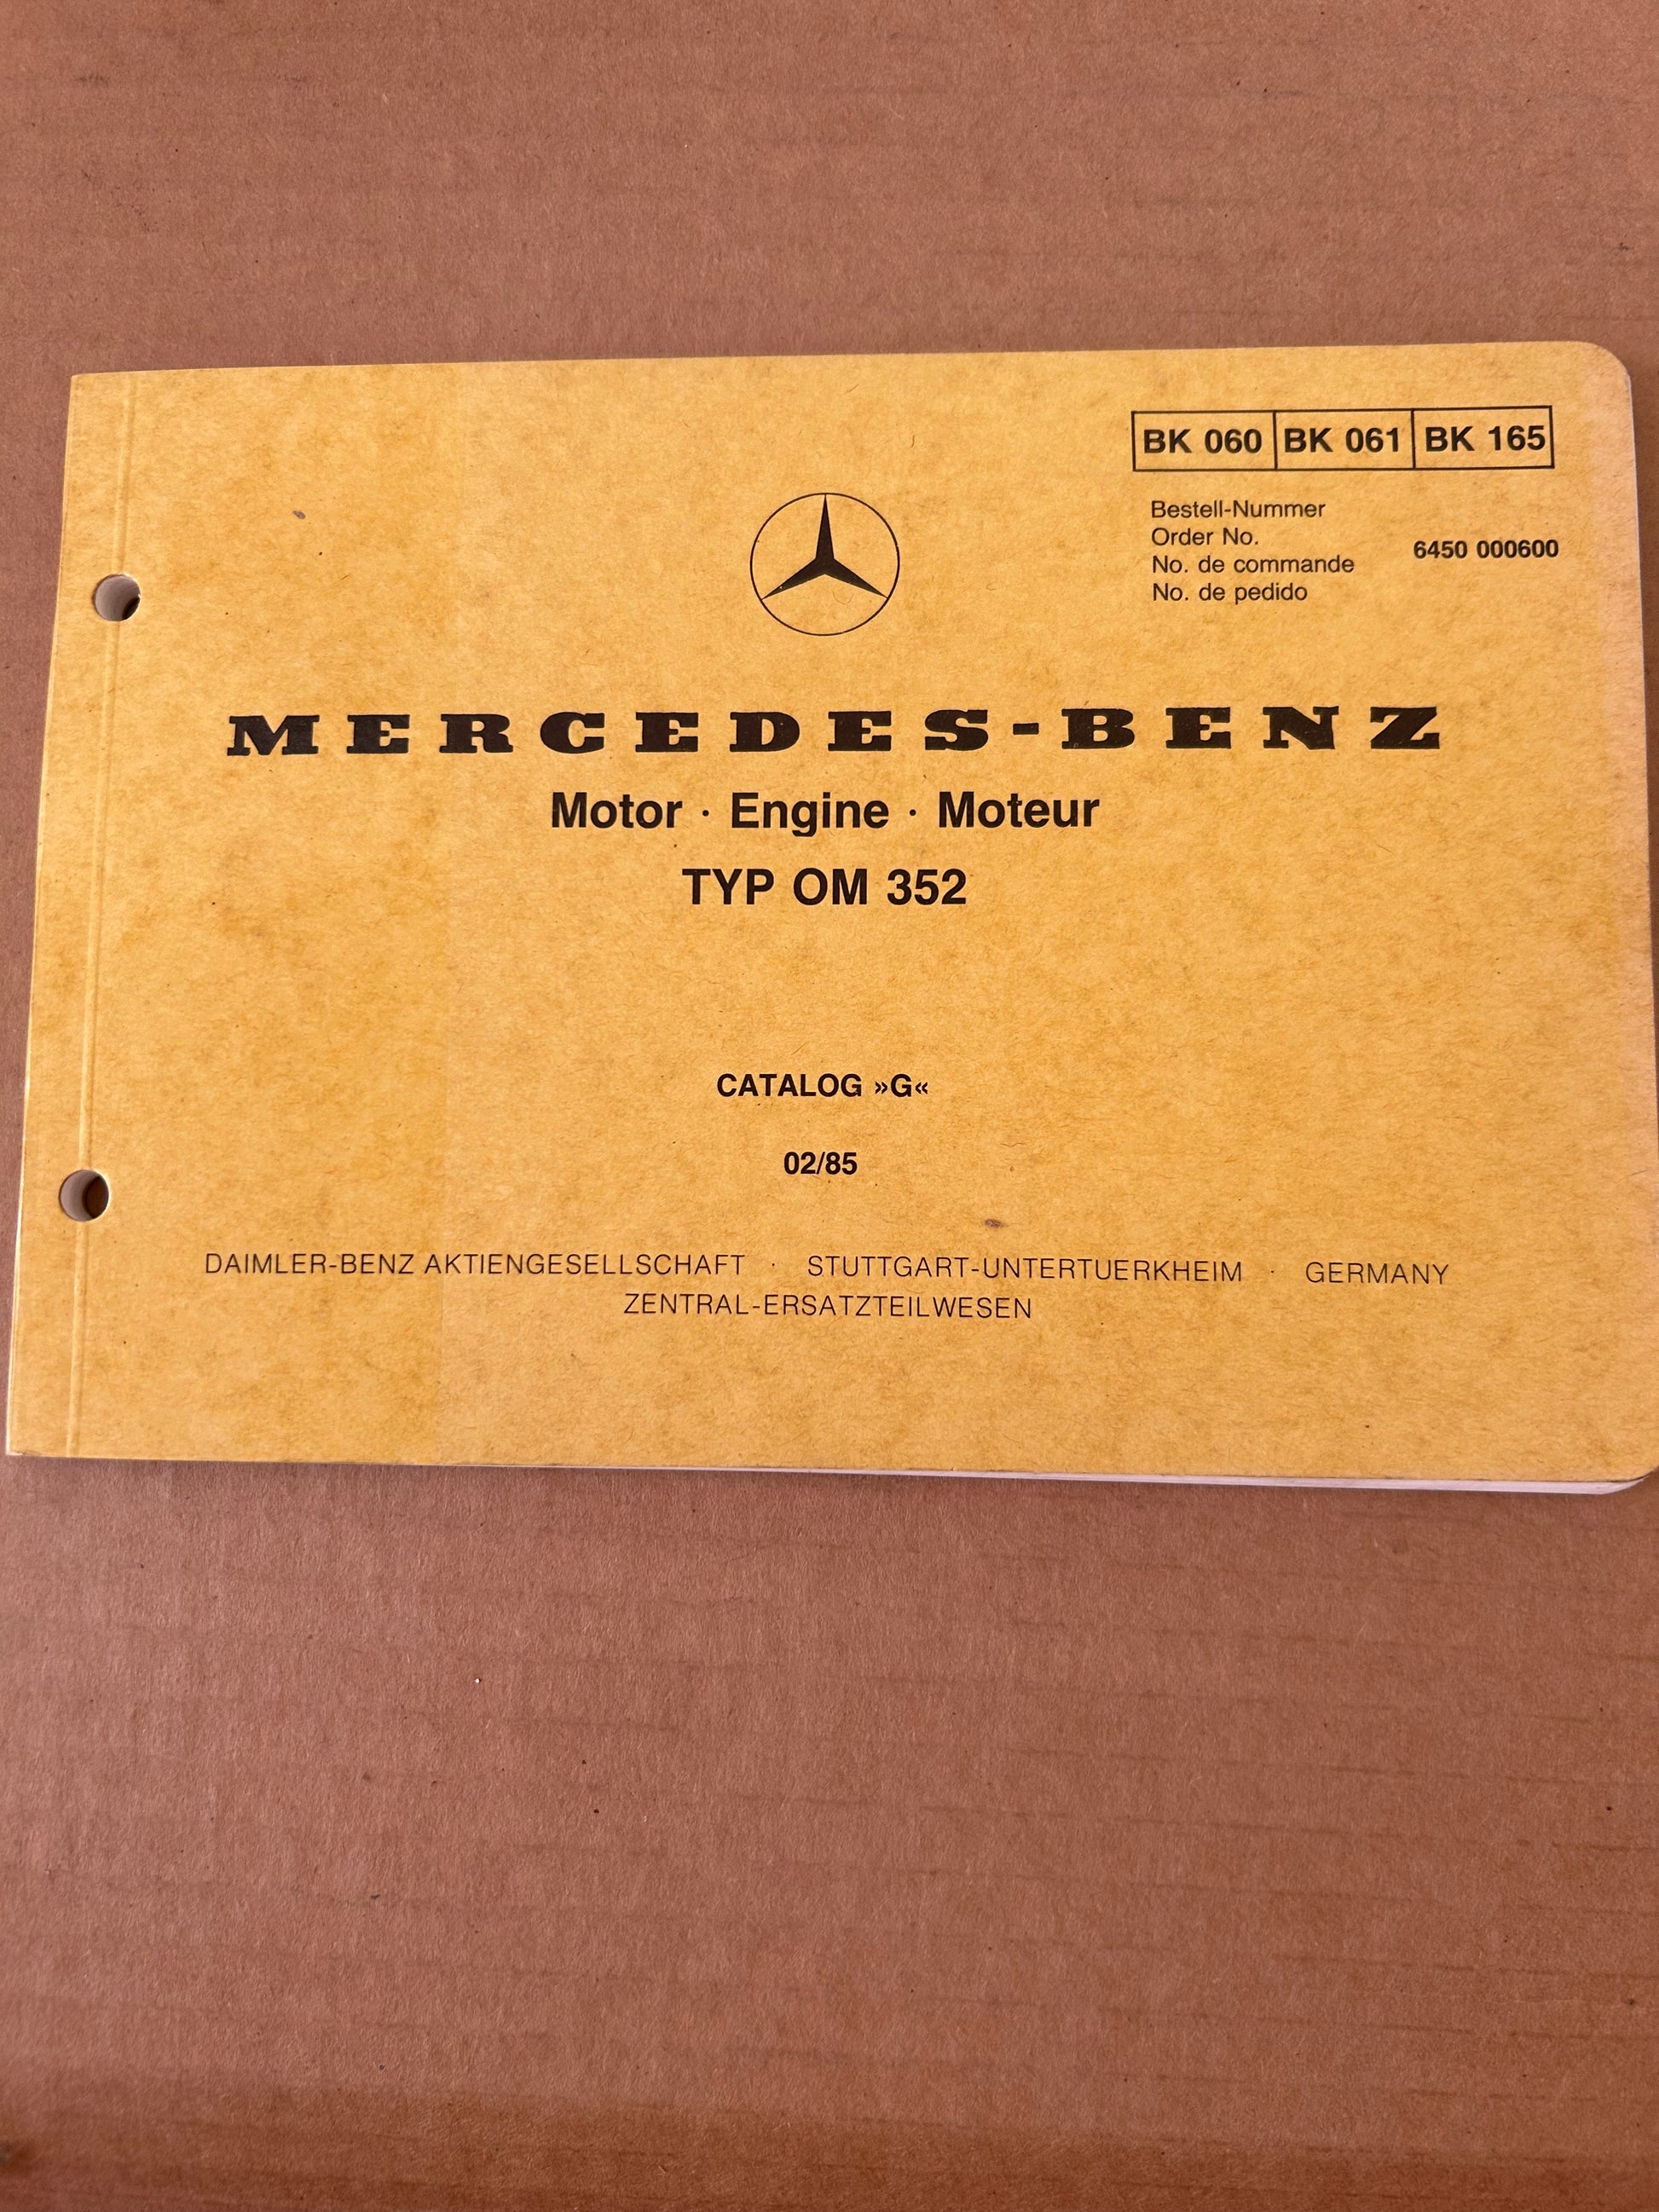 BK 060 BK 061 BK 165
Bestell-Nummer
Order No.
No. de commande
No. de pedido
6450 000600
MERCEDES-BENZ
Motor · Engine · Moteur
TYP OM 352
CATALOG »G«
02/85
DAIMLER-BENZ AKTIENGESELLSCHAFT · STUTTGART-UNTERTUERKHEIM · GERMANY
ZENTRAL-ERSATZTEILWESEN